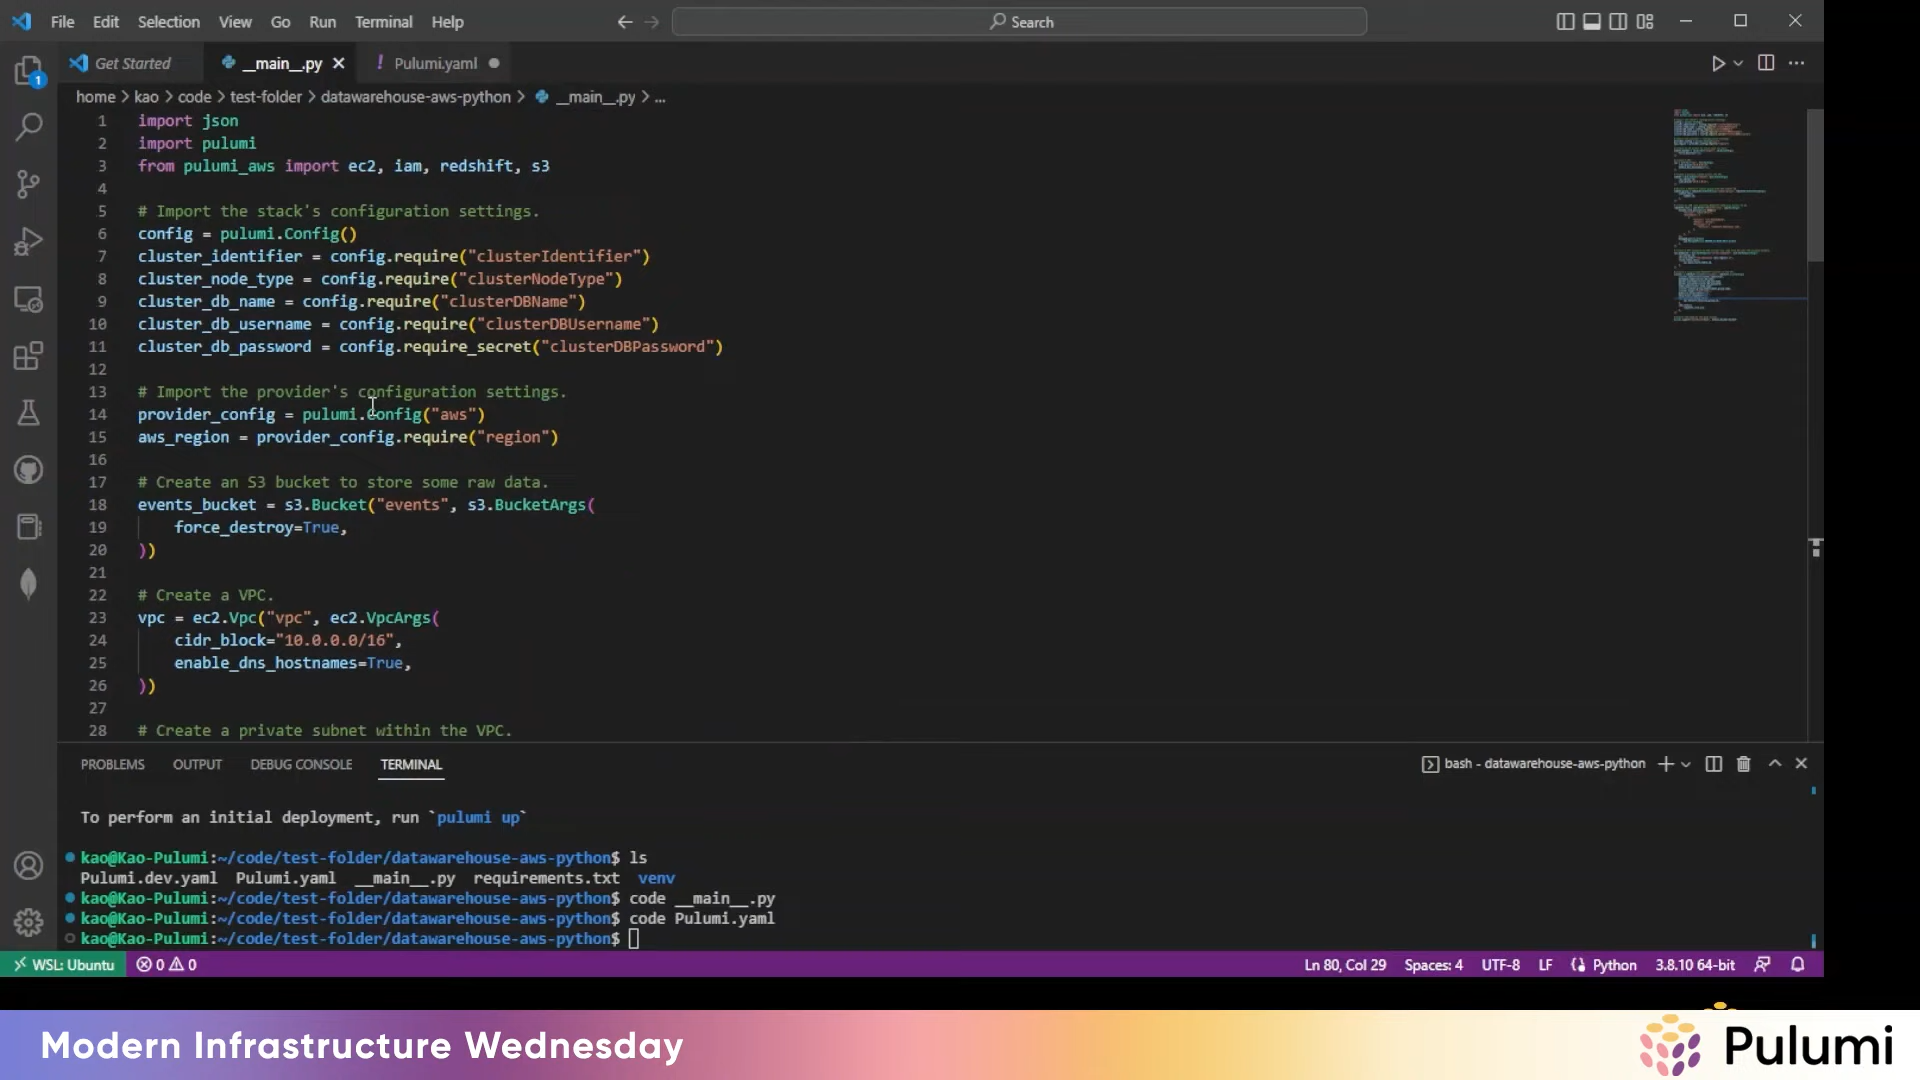 File Edit Selection View Go Run Terminal Help Search
Get Started __main__.py Pulumi.yaml
home > kao > code > test-folder > datawarehouse-aws-python > __main__.py > ...
1 import json
2 import pulumi
3 from pulumi_aws import ec2, iam, redshift, s3
4
5 # Import the stack's configuration settings.
6 config = pulumi.Config()
7 cluster_identifier = config.require("clusterIdentifier")
8 cluster_node_type = config.require("clusterNodeType")
9 cluster_db_name = config.require("clusterDBName")
10 cluster_db_username = config.require("clusterDBUsername")
11 cluster_db_password = config.require_secret("clusterDBPassword")
12
13 # Import the provider's configuration settings.
14 provider_config = pulumi.Config("aws")
15 aws_region = provider_config.require("region")
16
17 # Create an S3 bucket to store some raw data.
18 events_bucket = s3.Bucket("events", s3.BucketArgs(
19     force_destroy=True,
20 ))
21
22 # Create a VPC.
23 vpc = ec2.Vpc("vpc", ec2.VpcArgs(
24     cidr_block="10.0.0.0/16",
25     enable_dns_hostnames=True,
26 ))
27
28 # Create a private subnet within the VPC.
1
PROBLEMS OUTPUT DEBUG CONSOLE TERMINAL bash - datawarehouse-aws-python
To perform an initial deployment, run `pulumi up`
kao@Kao-Pulumi:~/code/test-folder/datawarehouse-aws-python$ ls
Pulumi.dev.yaml Pulumi.yaml __main__.py requirements.txt venv
kao@Kao-Pulumi:~/code/test-folder/datawarehouse-aws-python$ code __main__.py
kao@Kao-Pulumi:~/code/test-folder/datawarehouse-aws-python$ code Pulumi.yaml
kao@Kao-Pulumi:~/code/test-folder/datawarehouse-aws-python$
WSL: Ubuntu 0 0 Ln 80, Col 29 Spaces: 4 UTF-8 LF Python 3.8.10 64-bit
Modern Infrastructure Wednesday
Pulumi